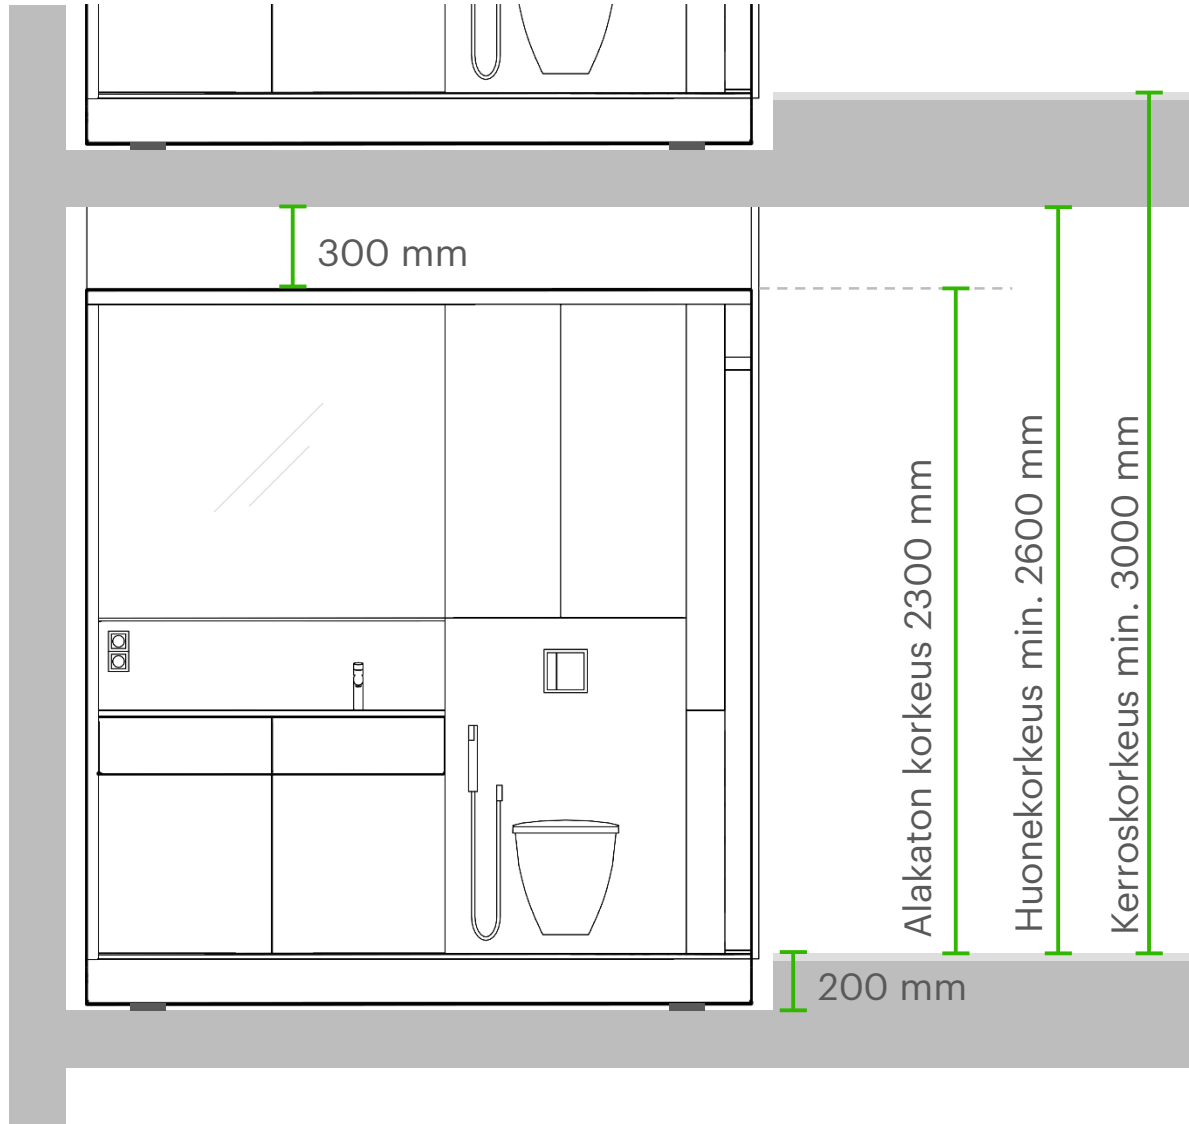 300 mm
Alakaton korkeus 2300 mm
Huonekorkeus min. 2600 mm
Kerroskorkeus min. 3000 mm
200 mm